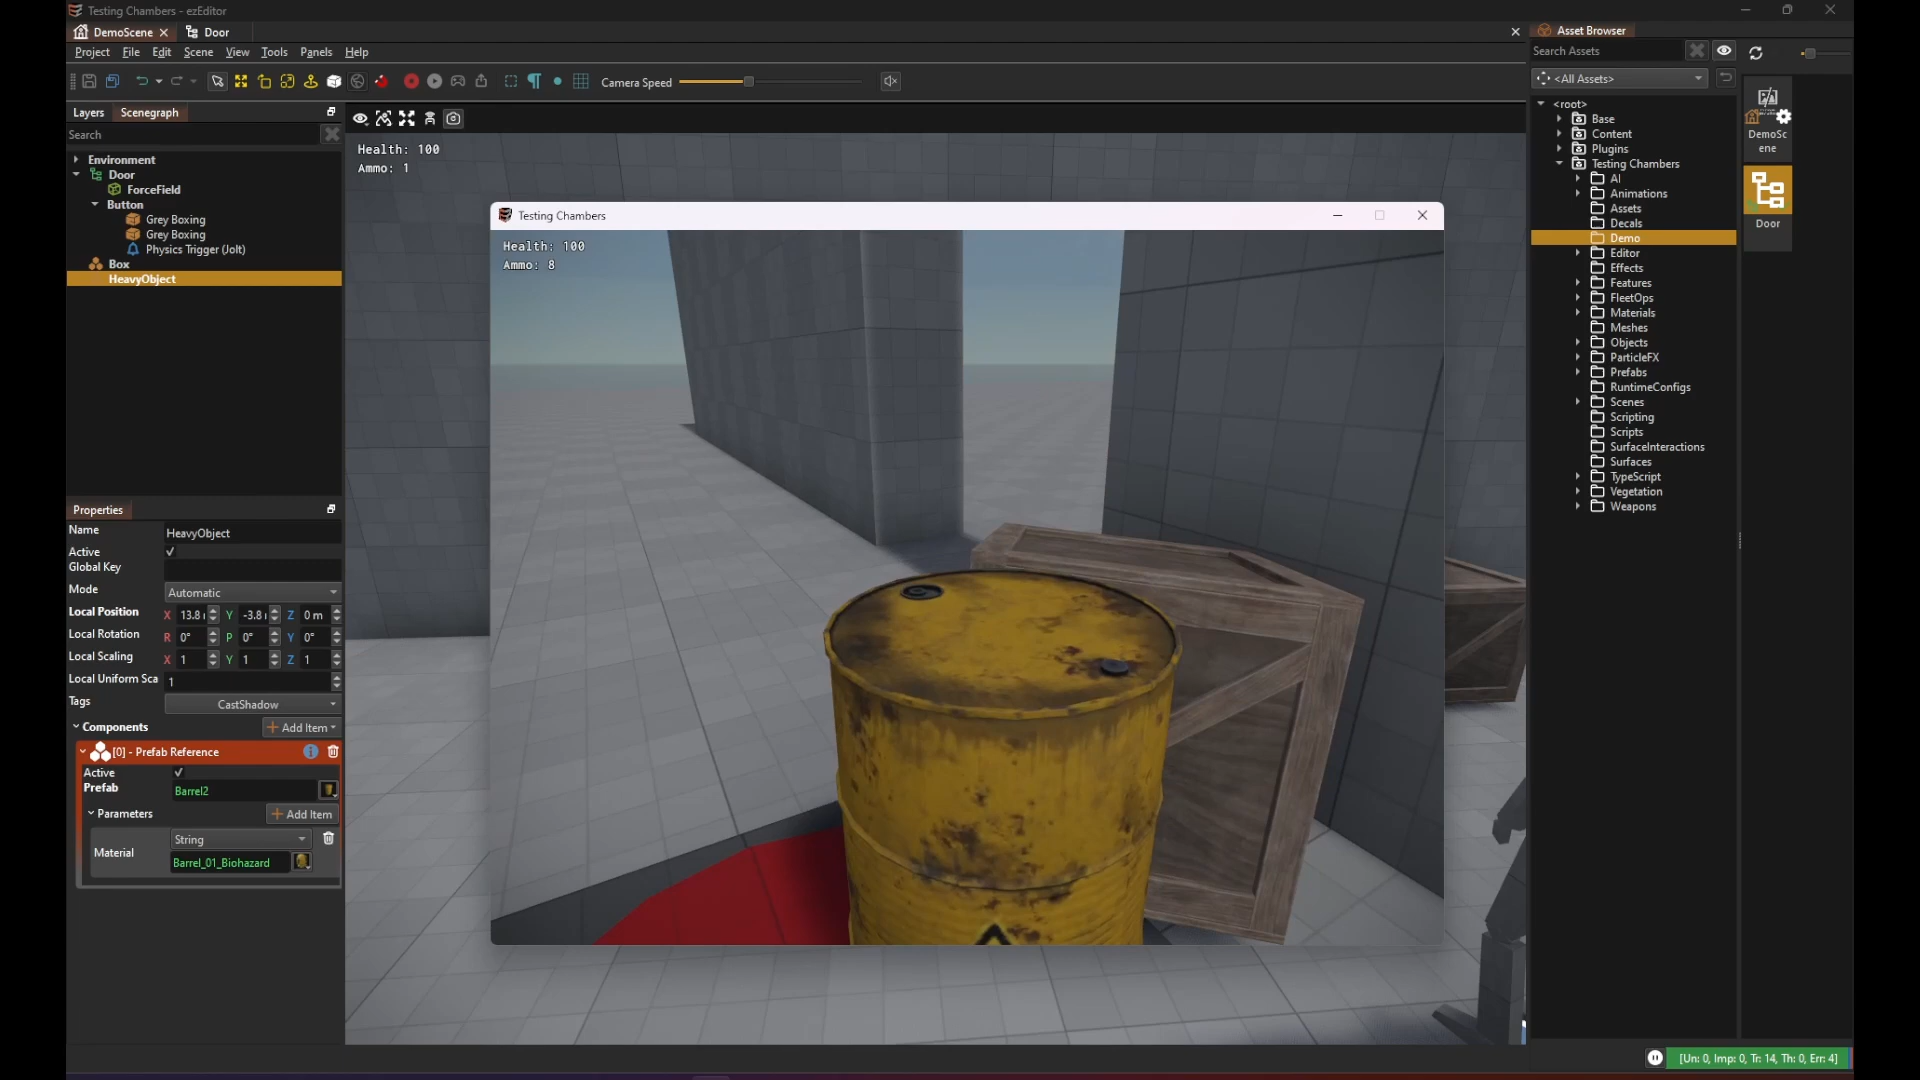 Testing Chambers - ezEditor
DemoScene
Door
Project File Edit Scene View Tools Panels Help
Camera Speed
Layers
Scenegraph
Search
Environment
Door
ForceField
Button
Grey Boxing
Grey Boxing
Physics Trigger (Jolt)
Box
HeavyObject
Properties
Name HeavyObject
Active
Global Key
Mode Automatic
Local Position X 13.8 Y -3.8 Z 0 m
Local Rotation R 0° P 0° Y 0°
Local Scaling X 1 Y 1 Z 1
Local Uniform Sca 1
Tags CastShadow
Components Add Item
[0] - Prefab Reference
Active
Prefab Barrel2
Parameters Add Item
Material String
Barrel_01_Biohazard
Health: 100
Ammo: 1
Testing Chambers
Health: 100
Ammo: 8
Asset Browser
Search Assets
<All Assets>
<root>
Base
Content
Plugins
Testing Chambers
AI
Animations
Assets
Decals
Demo
Editor
Effects
Features
FleetOps
Materials
Meshes
Objects
ParticleFX
Prefabs
RuntimeConfigs
Scenes
Scripting
Scripts
SurfaceInteractions
Surfaces
TypeScript
Vegetation
Weapons
DemoSc
ene
Door
[Un: 0, Imp: 0, Tr: 14, Th: 0, Err: 4]